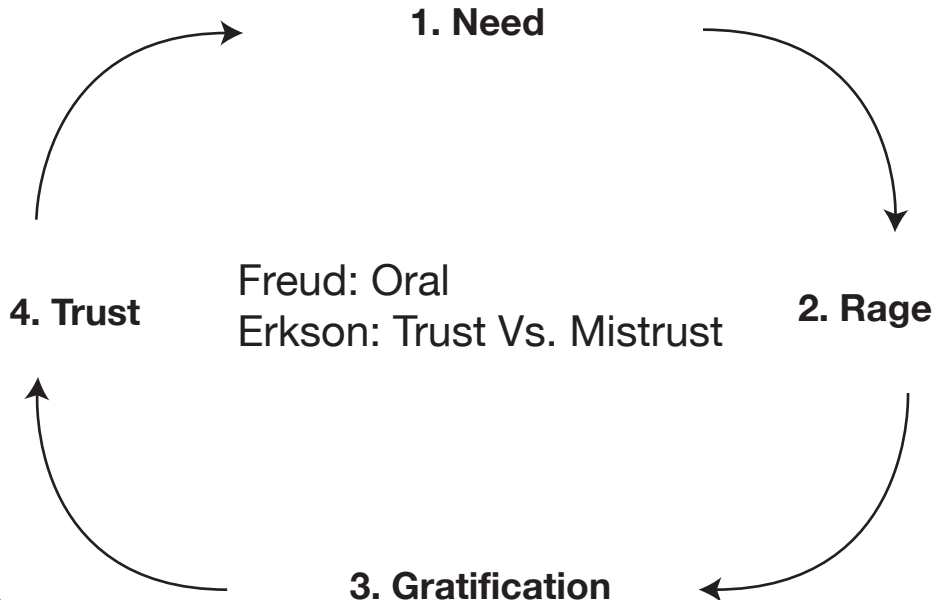 1. Need
Freud: Oral
4. Trust
2. Rage
Erkson: Trust Vs. Mistrust
3. Gratification